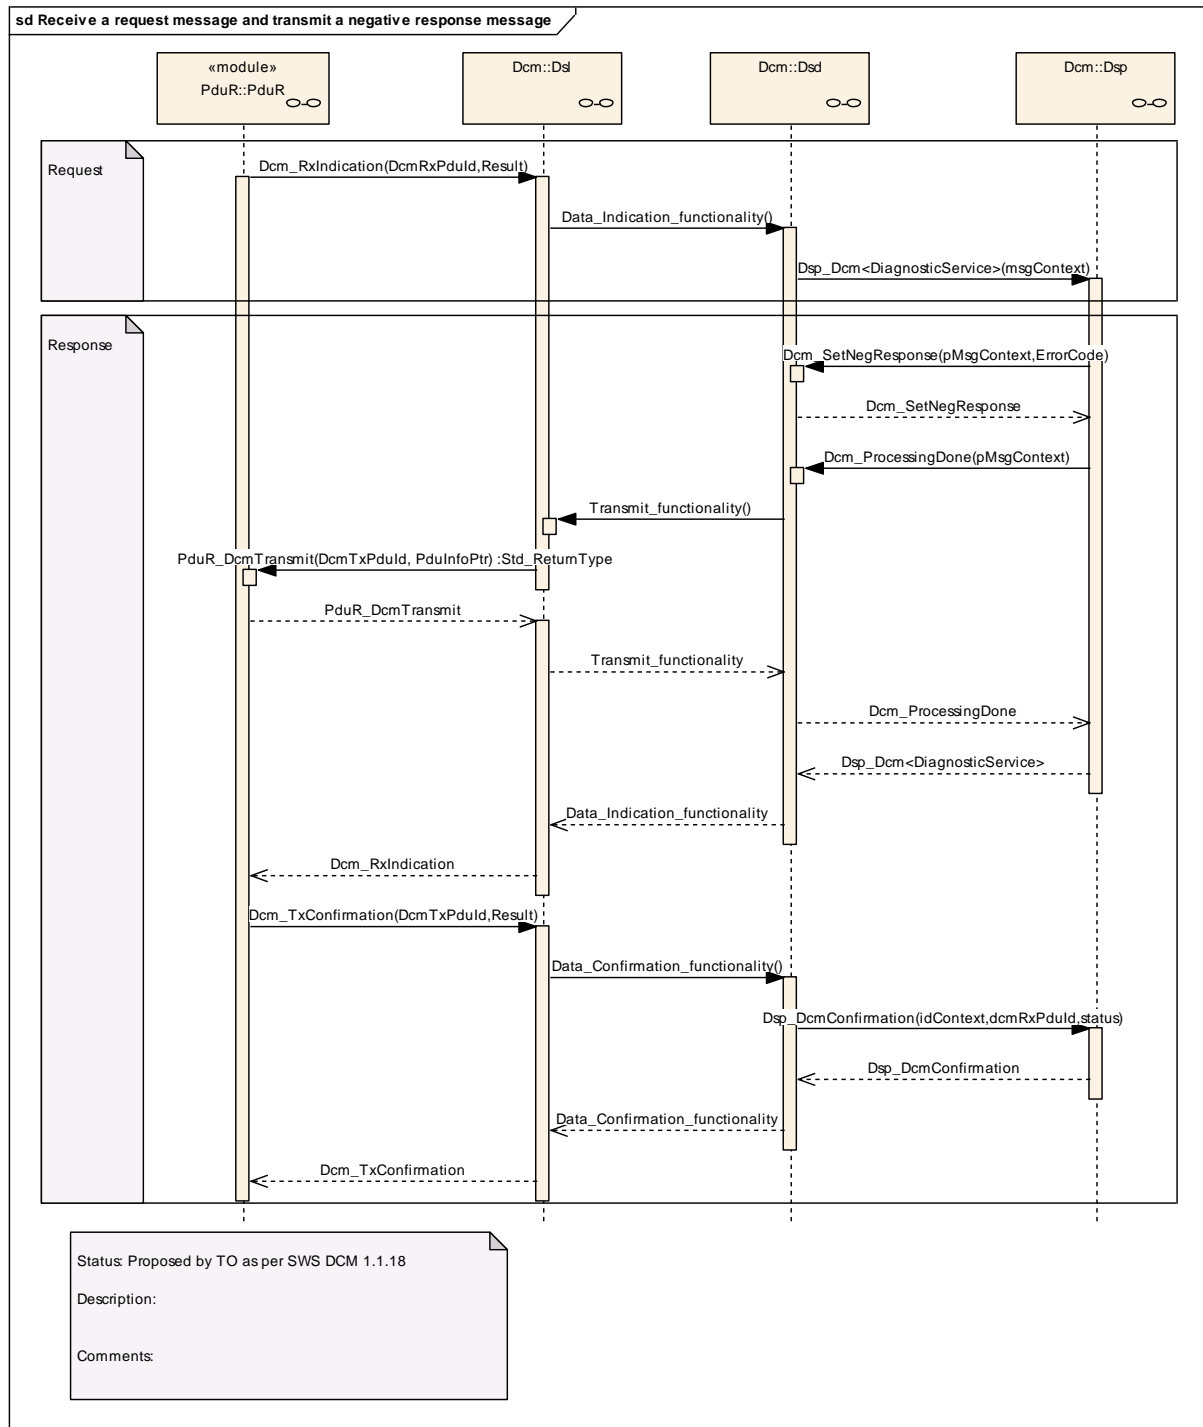 sd Receive a request message and transmit a negative response message
«module»
PduR::PduR
Dcm::Dsl
Dcm::Dsd
Dcm::Dsp
Request
Dcm_RxIndication(DcmRxPduId,Result)
Data_Indication_functionality()
Dsp_Dcm<DiagnosticService>(msgContext)
Response
Dcm_SetNegResponse(pMsgContext,ErrorCode)
Dcm_SetNegResponse
Dcm_ProcessingDone(pMsgContext)
Transmit_functionality()
PduR_DcmTransmit(DcmTxPduId, PduInfoPtr) :Std_ReturnType
PduR_DcmTransmit
Transmit_functionality
Dcm_ProcessingDone
Dsp_Dcm<DiagnosticService>
Data_Indication_functionality
Dcm_RxIndication
Dcm_TxConfirmation(DcmTxPduId,Result)
Data_Confirmation_functionality()
Dsp_DcmConfirmation(idContext,dcmRxPduId,status)
Dsp_DcmConfirmation
Data_Confirmation_functionality
Dcm_TxConfirmation
Status: Proposed by TO as per SWS DCM 1.1.18
Description:
Comments: